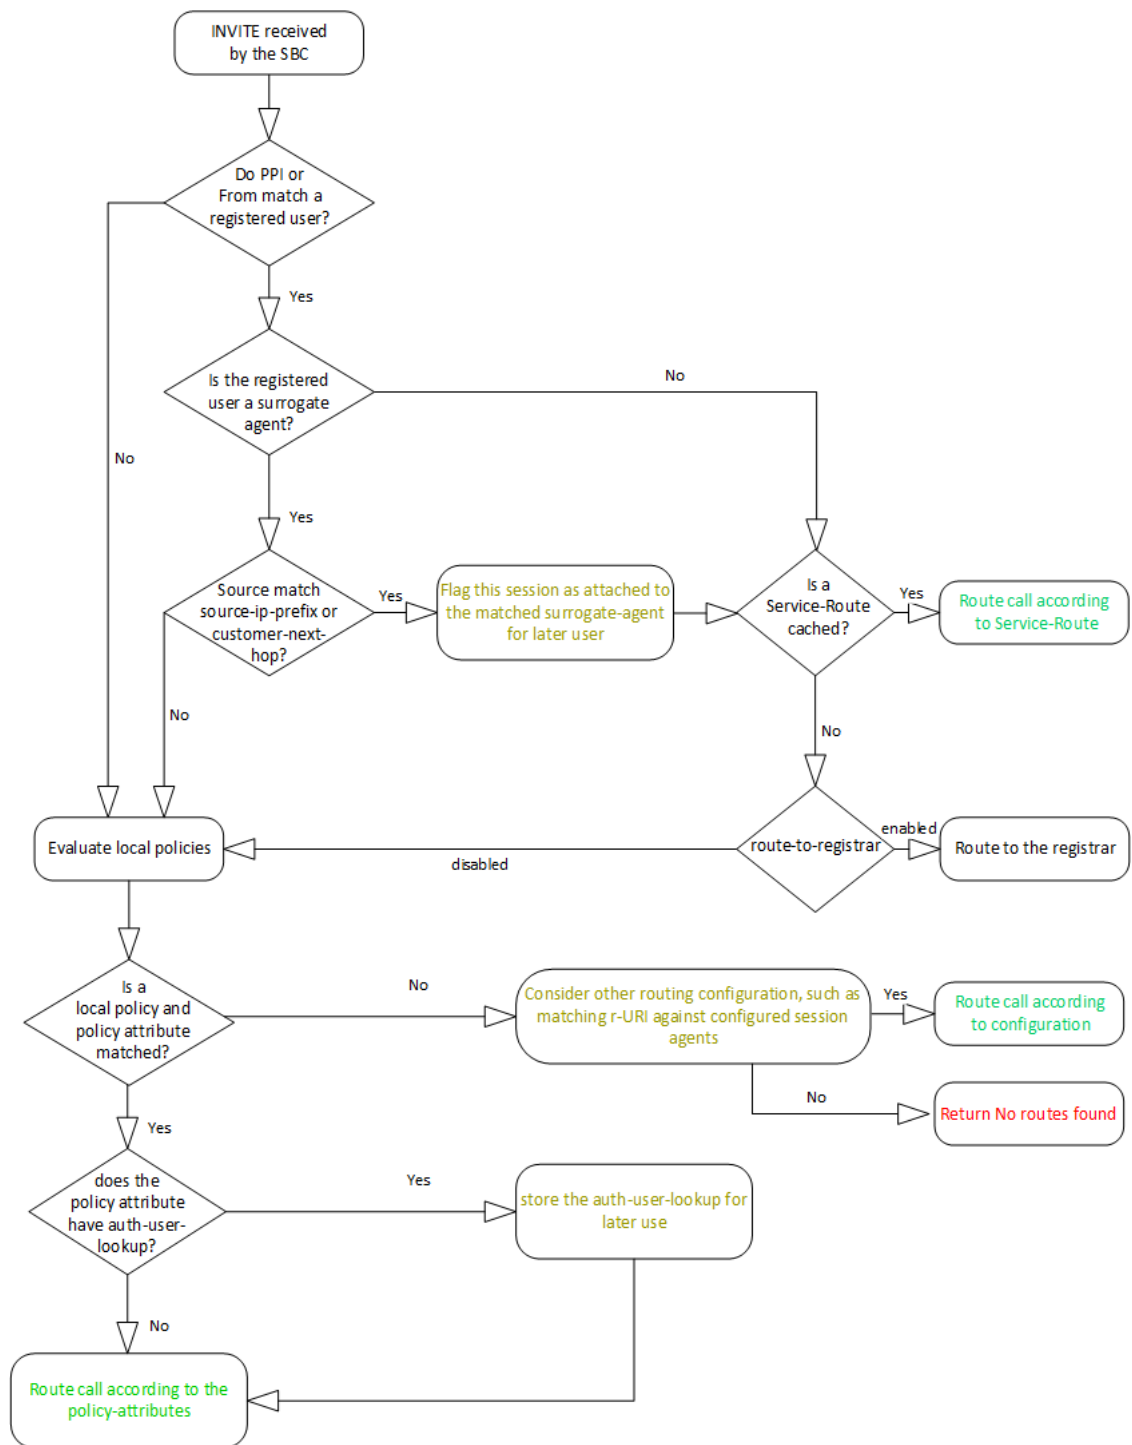 INVITE received
by the SBC
Do PPI or
From match a
registered user?
Yes
No
Is the registered
user a surrogate
agent?
No
Yes
Source match
source-ip-prefix or
customer-next-
hop?
Yes
Flag this session as attached to
the matched surrogate-agent
for later user
Is a
Service-Route
cached?
Yes
Route call according
to Service-Route
No
No
Evaluate local policies
disabled
route-to-registrar
enabled
Route to the registrar
Is a
local policy and
policy attribute
matched?
No
Consider other routing configuration, such as
matching r-URI against configured session
agents
Yes
Route call according
to configuration
No
Return No routes found
Yes
does the
policy attribute
have auth-user-
lookup?
Yes
store the auth-user-lookup for
later use
No
Route call according to the
policy-attributes